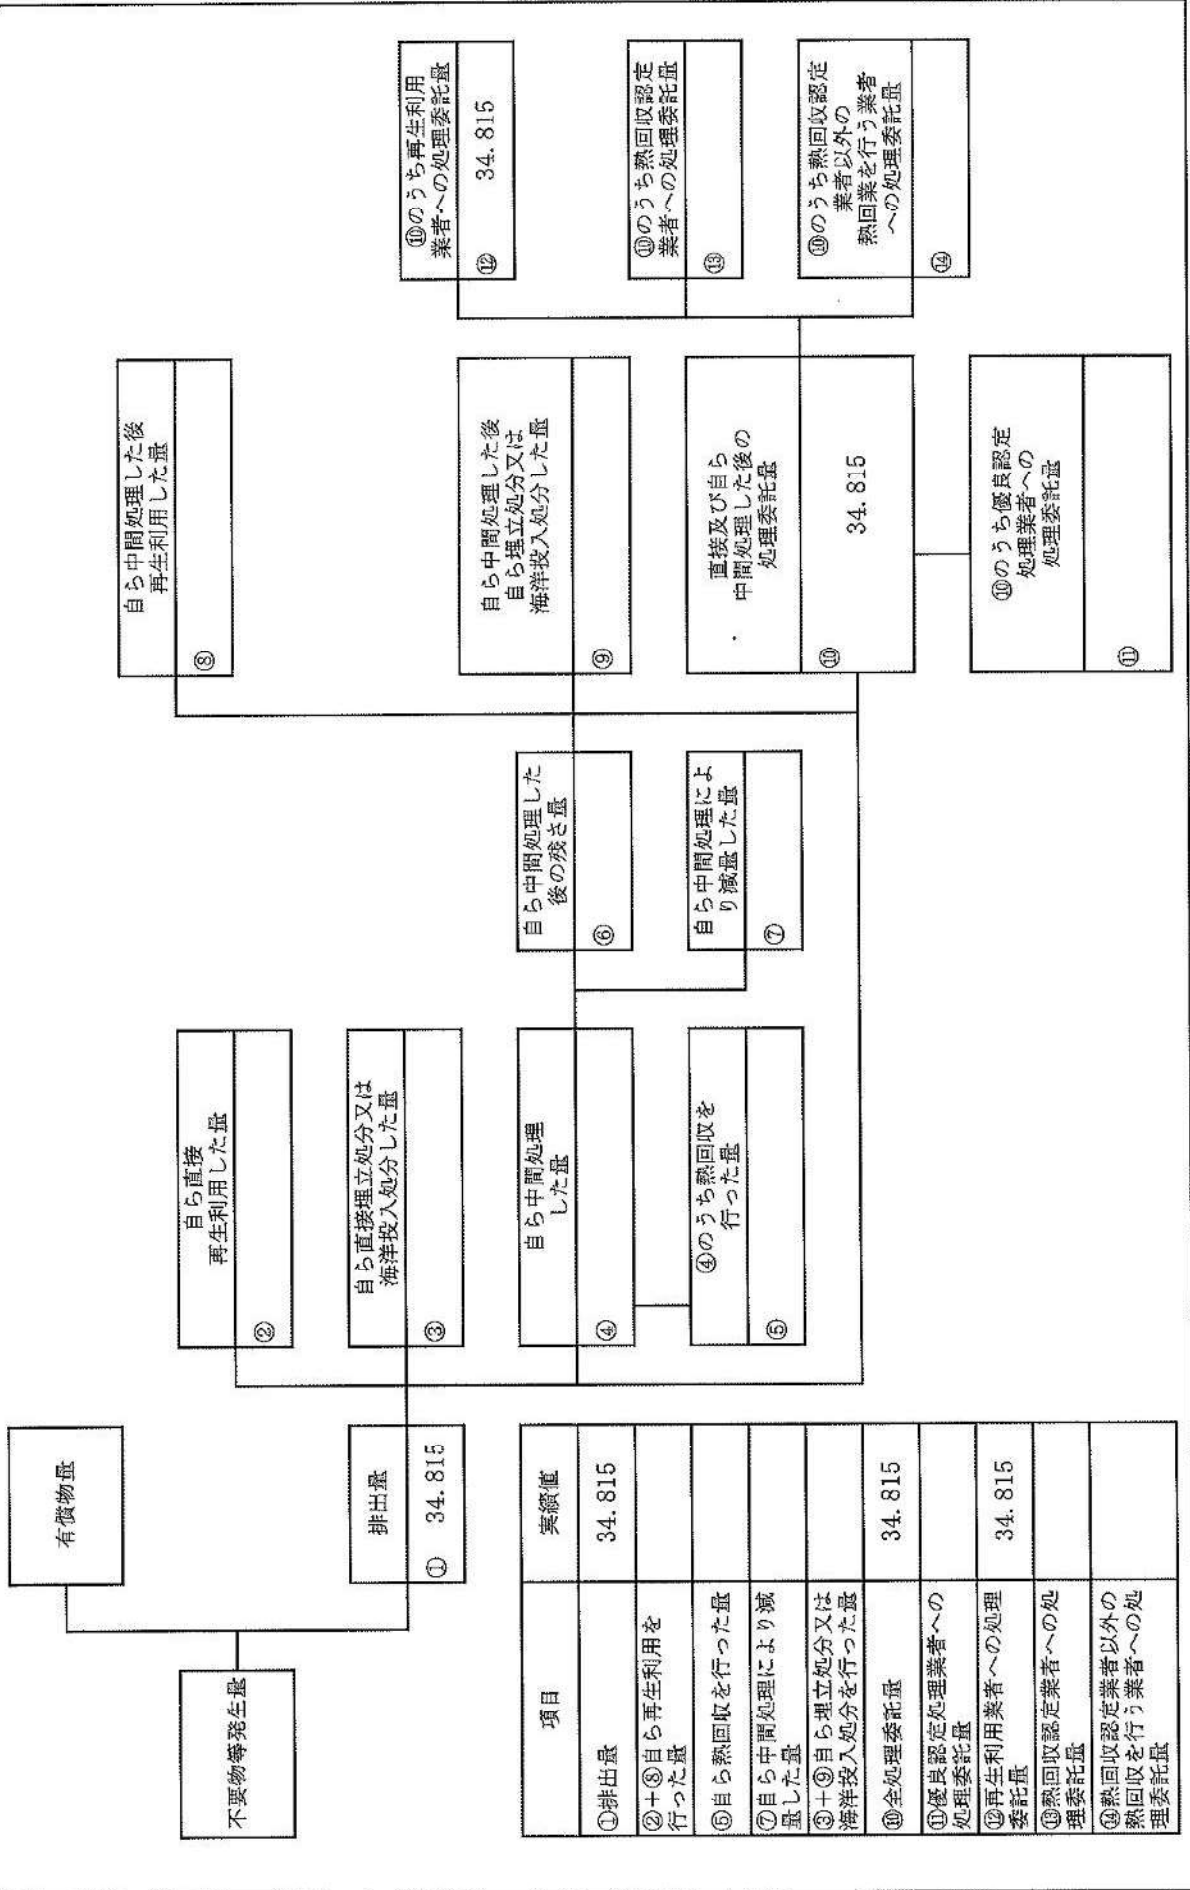 有償物量
不要物等発生量
排出量
① 34.815
自ら直接
再生利用した量
②
自ら直接埋立処分又は
海洋投入処分した量
③
自ら中間処理
した量
④
④のうち熱回収を
行った量
⑤
自ら中間処理した
後の残さ量
⑥
自ら中間処理によ
り減量した量
⑦
自ら中間処理した後
再生利用した量
⑧
自ら中間処理した後
自ら埋立処分又は
海洋投入処分した量
⑨
直接及び自ら
中間処理した後の
処理委託量
⑩ 34.815
⑩のうち優良認定
処理業者への
処理委託量
⑪
⑩のうち再生利用
業者への処理委託量
⑫ 34.815
⑩のうち熱回収認定
業者への処理委託量
⑬
⑩のうち熱回収認定
業者以外の
熱回業を行う業者
への処理委託量
⑭
項目 実績値
①排出量 34.815
②+⑧自ら再生利用を
行った量
⑤自ら熱回収を行った量
⑦自ら中間処理により減
量した量
③+⑨自ら埋立処分又は
海洋投入処分を行った量
⑩全処理委託量 34.815
⑪優良認定処理業者への
処理委託量
⑫再生利用業者への処理
委託量 34.815
⑬熱回収認定業者への処
理委託量
⑭熱回収認定業者以外の
熱回収を行う業者への処
理委託量